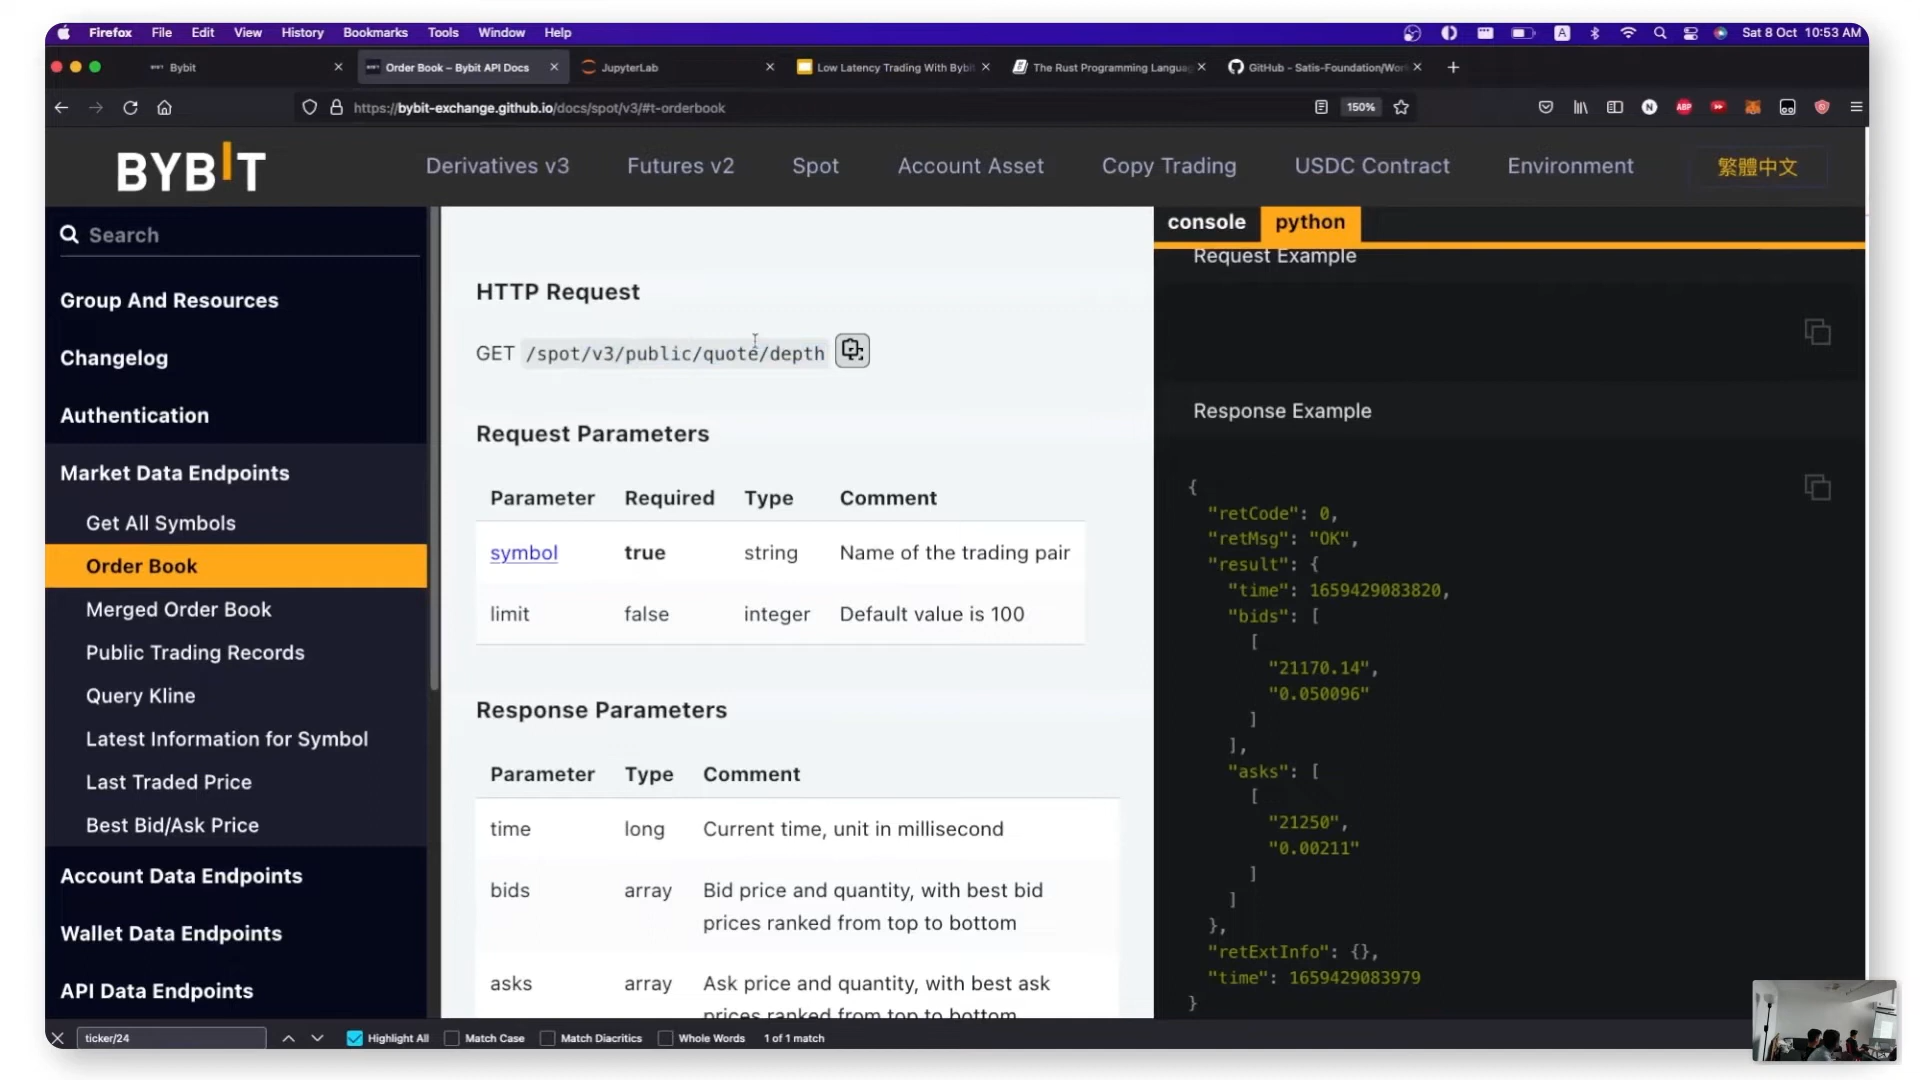 Firefox File Edit View History Bookmarks Tools Window Help
Sat 8 Oct 10:53 AM
Bybit
Order Book – Bybit API Docs
JupyterLab
Low Latency Trading With Bybit
The Rust Programming Languag
GitHub - Satis-Foundation/Wor
https://bybit-exchange.github.io/docs/spot/v3/#t-orderbook
150%
ABP
BYBIT
Derivatives v3
Futures v2
Spot
Account Asset
Copy Trading
USDC Contract
Environment
繁體中文
Search
Group And Resources
Changelog
Authentication
Market Data Endpoints
Get All Symbols
Order Book
Merged Order Book
Public Trading Records
Query Kline
Latest Information for Symbol
Last Traded Price
Best Bid/Ask Price
Account Data Endpoints
Wallet Data Endpoints
API Data Endpoints
HTTP Request
GET /spot/v3/public/quote/depth
Request Parameters
Parameter Required Type Comment
symbol true string Name of the trading pair
limit false integer Default value is 100
Response Parameters
Parameter Type Comment
time long Current time, unit in millisecond
bids array Bid price and quantity, with best bid
prices ranked from top to bottom
asks array Ask price and quantity, with best ask
prices ranked from top to bottom
console python
Request Example
Response Example
{
"retCode": 0,
"retMsg": "OK",
"result": {
"time": 1659429083820,
"bids": [
[
"21170.14",
"0.050096"
]
],
"asks": [
[
"21250",
"0.00211"
]
]
},
"retExtInfo": {},
"time": 1659429083979
}
ticker/24
Highlight All Match Case Match Diacritics Whole Words 1 of 1 match